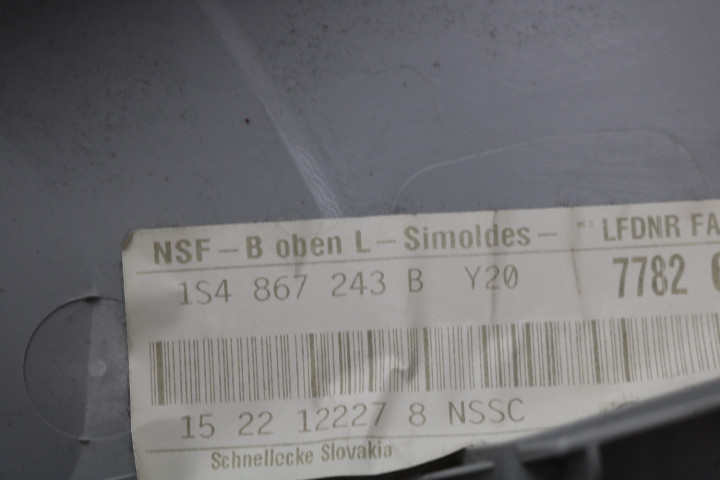 NSF – B oben L – Simoldes – LFDNR FA
1S4 867 243 B Y20 7782
15 22 12227 8 NSSC
Schnellecke Slovakia